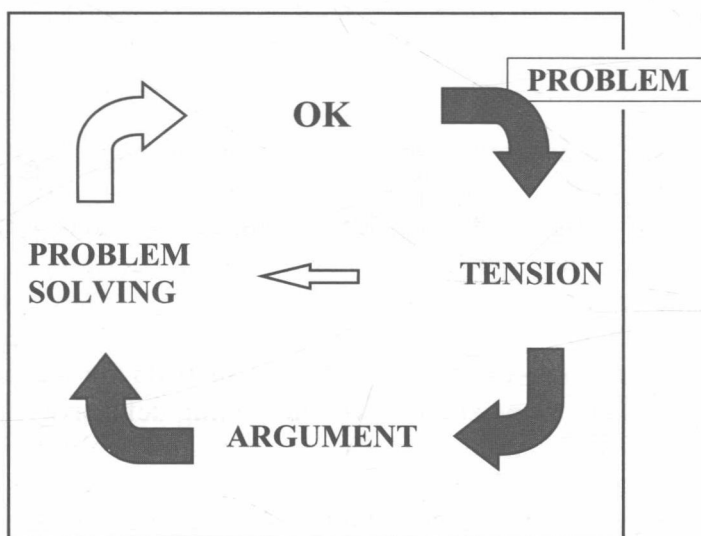 PROBLEM
OK
PROBLEM
SOLVING
TENSION
ARGUMENT